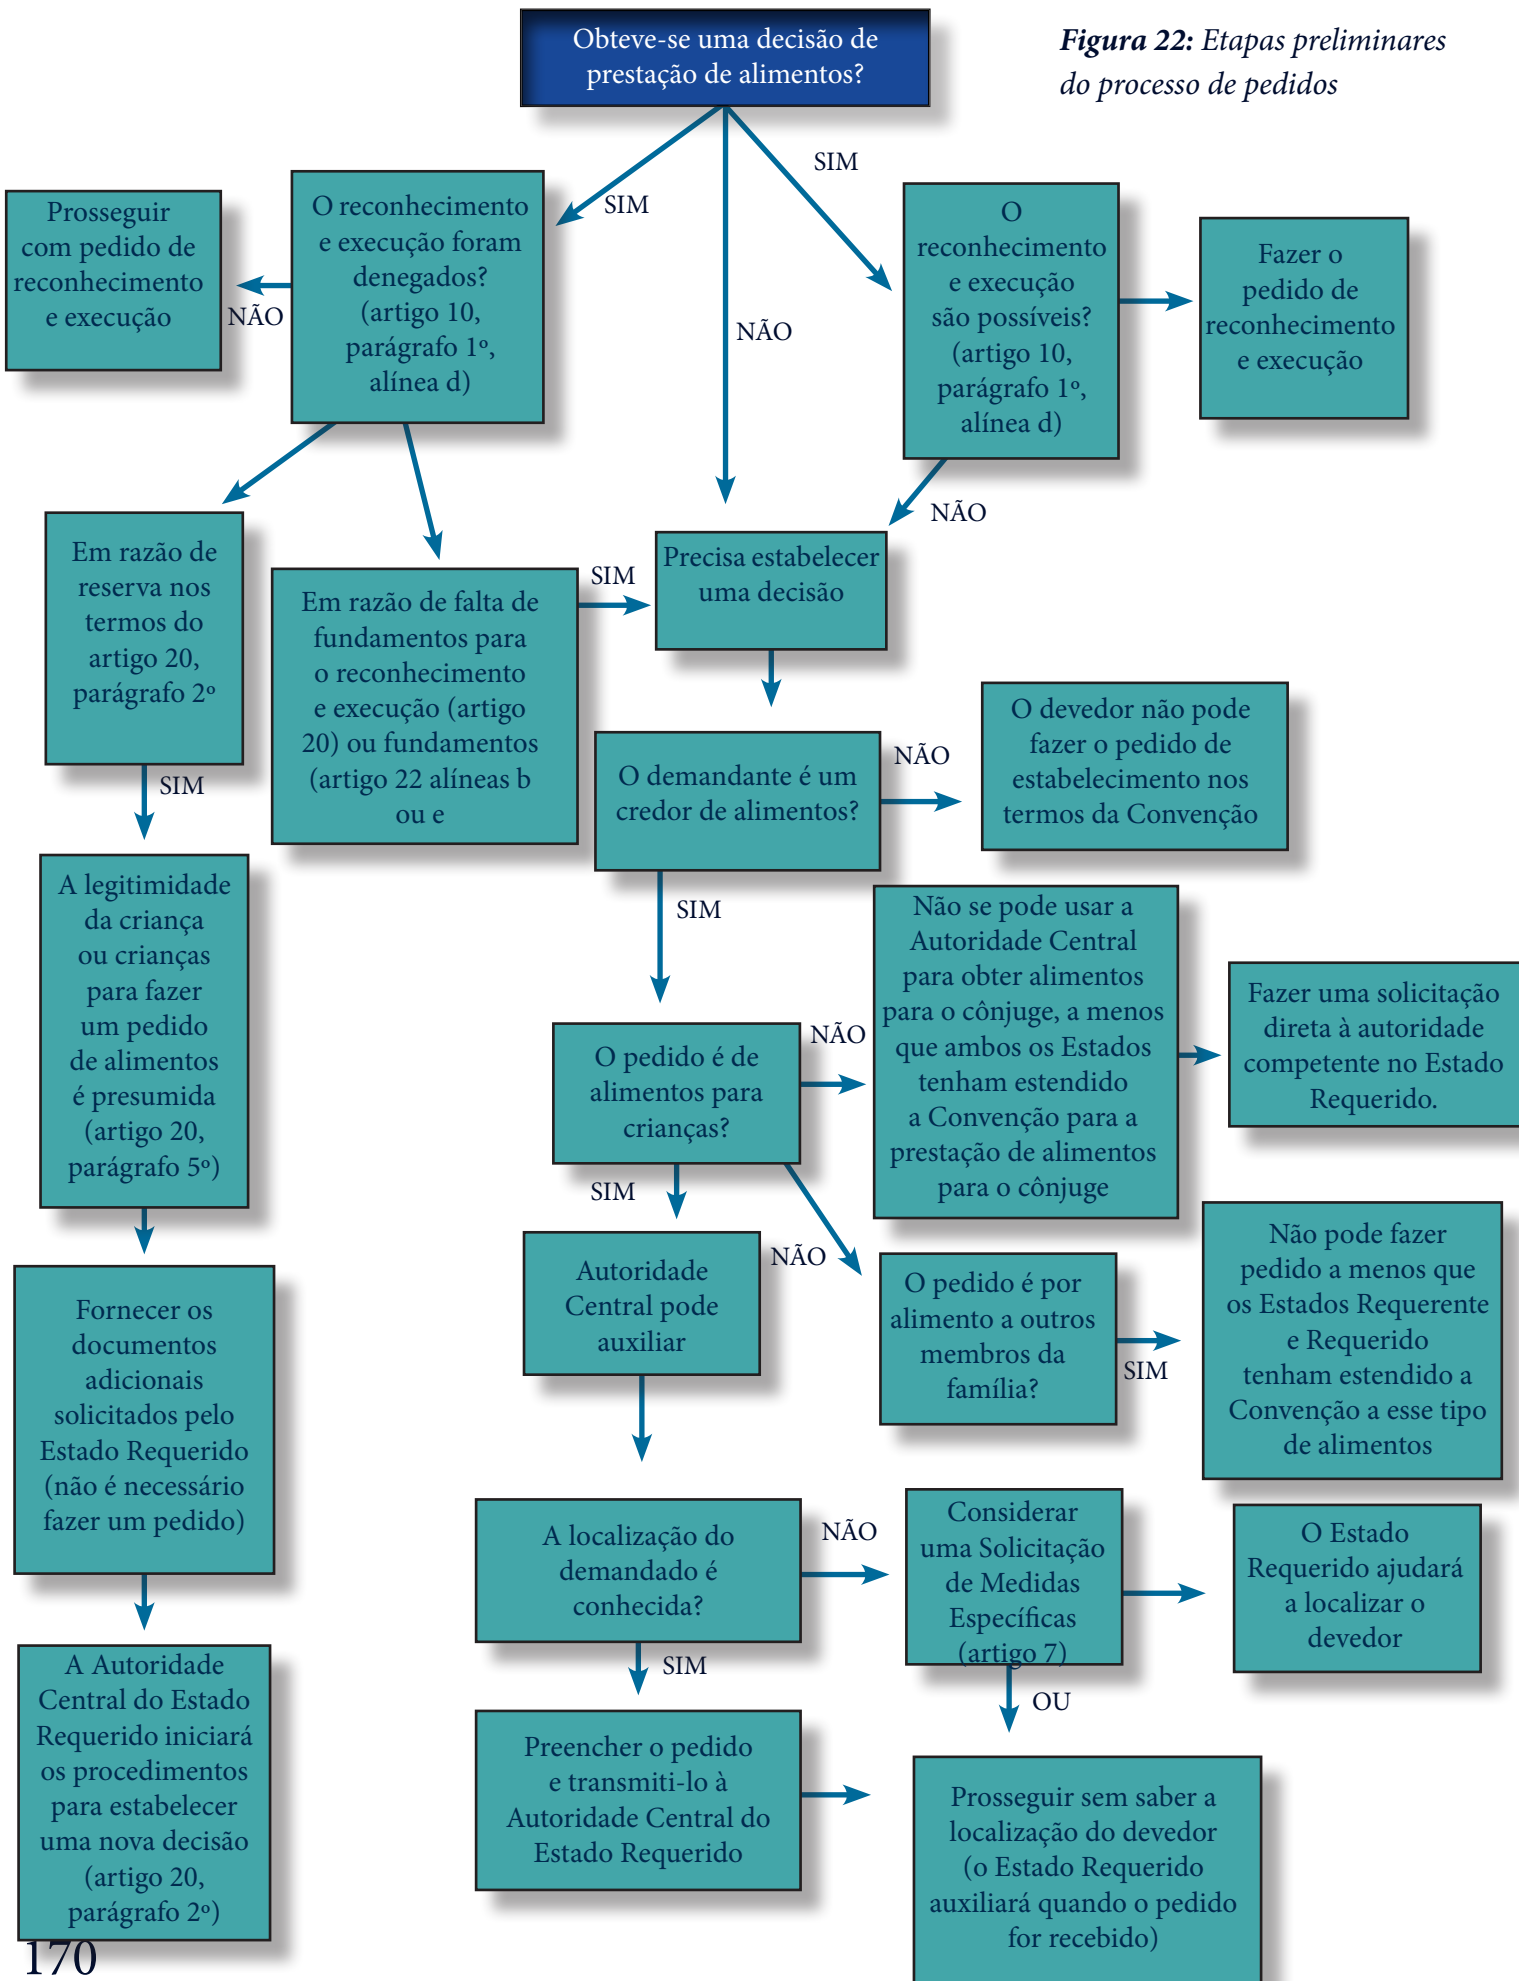 Obteve-se uma decisão de
prestação de alimentos?
Figura 22: Etapas preliminares
do processo de pedidos
SIM
SIM
NÃO
Prosseguir
com pedido de
reconhecimento
e execução
NÃO
O reconhecimento
e execução foram
denegados?
(artigo 10,
parágrafo 1º,
alínea d)
O
reconhecimento
e execução
são possíveis?
(artigo 10,
parágrafo 1º,
alínea d)
Fazer o
pedido de
reconhecimento
e execução
NÃO
Em razão de
reserva nos
termos do
artigo 20,
parágrafo 2º
SIM
Em razão de falta de
fundamentos para
o reconhecimento
e execução (artigo
20) ou fundamentos
(artigo 22 alíneas b
ou e
SIM
Precisa estabelecer
uma decisão
O demandante é um
credor de alimentos?
NÃO
O devedor não pode
fazer o pedido de
estabelecimento nos
termos da Convenção
SIM
A legitimidade
da criança
ou crianças
para fazer
um pedido
de alimentos
é presumida
(artigo 20,
parágrafo 5º)
O pedido é de
alimentos para
crianças?
NÃO
Não se pode usar a
Autoridade Central
para obter alimentos
para o cônjuge, a menos
que ambos os Estados
tenham estendido
a Convenção para a
prestação de alimentos
para o cônjuge
Fazer uma solicitação
direta à autoridade
competente no Estado
Requerido.
SIM
NÃO
Autoridade
Central pode
auxiliar
O pedido é por
alimento a outros
membros da
família?
SIM
Não pode fazer
pedido a menos que
os Estados Requerente
e Requerido
tenham estendido a
Convenção a esse tipo
de alimentos
Fornecer os
documentos
adicionais
solicitados pelo
Estado Requerido
(não é necessário
fazer um pedido)
A localização do
demandado é
conhecida?
NÃO
Considerar
uma Solicitação
de Medidas
Específicas
(artigo 7)
O Estado
Requerido ajudará
a localizar o
devedor
SIM
OU
A Autoridade
Central do Estado
Requerido iniciará
os procedimentos
para estabelecer
uma nova decisão
(artigo 20,
parágrafo 2º)
Preencher o pedido
e transmiti-lo à
Autoridade Central do
Estado Requerido
Prosseguir sem saber a
localização do devedor
(o Estado Requerido
auxiliará quando o pedido
for recebido)
170